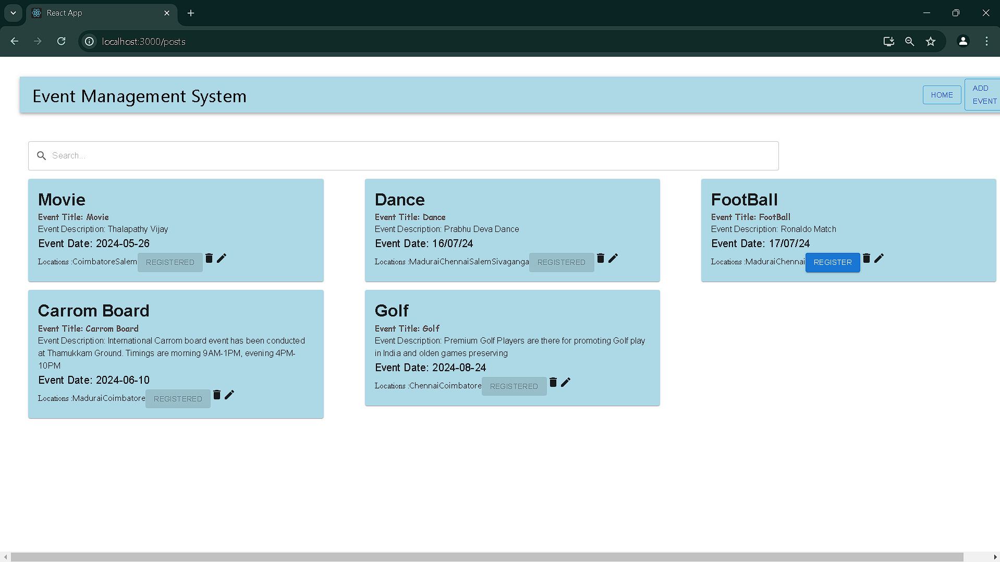 React App
localhost:3000/posts
Event Management System
HOME
ADD
EVENT
Search...
Movie
Event Title: Movie
Event Description: Thalapathy Vijay
Event Date: 2024-05-26
Locations :CoimbatoreSalem REGISTERED
Dance
Event Title: Dance
Event Description: Prabhu Deva Dance
Event Date: 16/07/24
Locations :MaduraiChennaiSalemSivaganga REGISTERED
FootBall
Event Title: FootBall
Event Description: Ronaldo Match
Event Date: 17/07/24
Locations :MaduraiChennai REGISTER
Carrom Board
Event Title: Carrom Board
Event Description: International Carrom board event has been conducted
at Thamukkam Ground. Timings are morning 9AM-1PM, evening 4PM-
10PM
Event Date: 2024-06-10
Locations :MaduraiCoimbatore REGISTERED
Golf
Event Title: Golf
Event Description: Premium Golf Players are there for promoting Golf play
in India and olden games preserving
Event Date: 2024-08-24
Locations :ChennaiCoimbatore REGISTERED